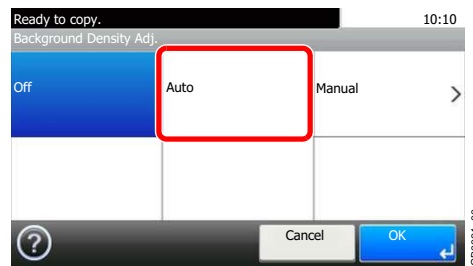 Ready to copy. 10:10
Background Density Adj.
Off Auto Manual
Cancel OK